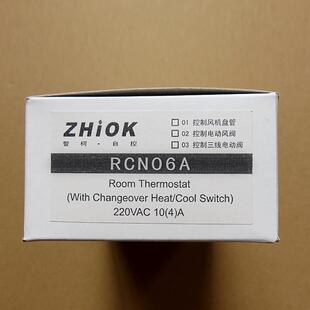 ZHiOK
智柯·自控
□01 控制风机盘管
□02 控制电动风阀
□03 控制三线电动阀
RCN06A
Room Thermostat
(With Changeover Heat/Cool Switch)
220VAC 10(4)A